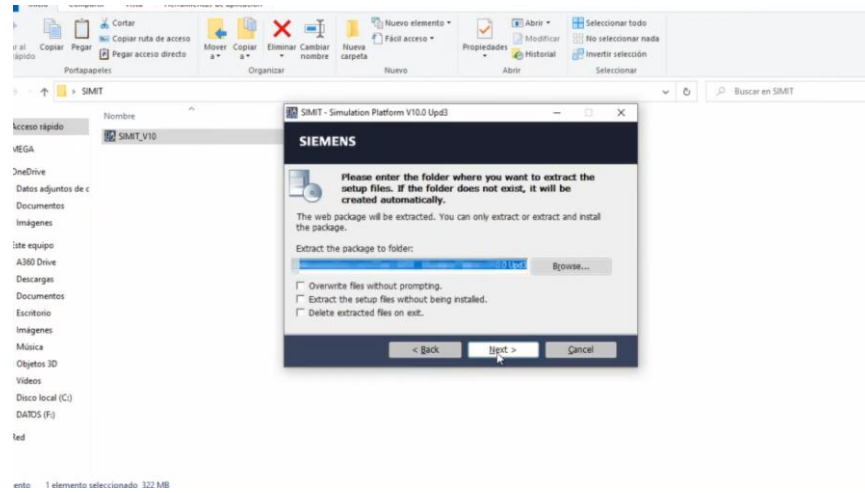 Cortar
Copiar ruta de acceso
Pegar acceso directo
Copiar
Pegar
Portapapeles
Mover a
Copiar a
Eliminar
Cambiar nombre
Organizar
Nueva carpeta
Nuevo elemento
Fácil acceso
Nuevo
Propiedades
Abrir
Modificar
Historial
Abrir
Seleccionar todo
No seleccionar nada
Invertir selección
Seleccionar
SIMIT
Buscar en SIMIT
Nombre
SIMIT_V10
Acceso rápido
MEGA
OneDrive
Datos adjuntos de c
Documentos
Imágenes
Este equipo
A360 Drive
Descargas
Documentos
Escritorio
Imágenes
Música
Objetos 3D
Vídeos
Disco local (C:)
DATOS (F:)
Red
SIMIT - Simulation Platform V10.0 Upd3
SIEMENS
Please enter the folder where you want to extract the
setup files. If the folder does not exist, it will be
created automatically.
The web package will be extracted. You can only extract or extract and install
the package.
Extract the package to folder:
Browse...
Overwrite files without prompting.
Extract the setup files without being installed.
Delete extracted files on exit.
< Back
Next >
Cancel
1 elemento seleccionado 322 MB